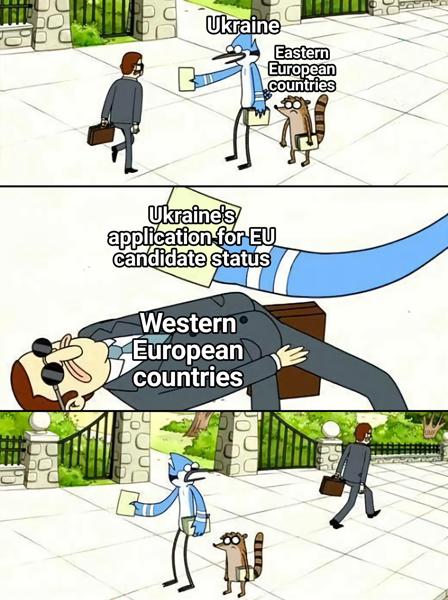 Ukraine
Eastern
European
countries
Ukraine's
application for EU
candidate status
Western
European
countries